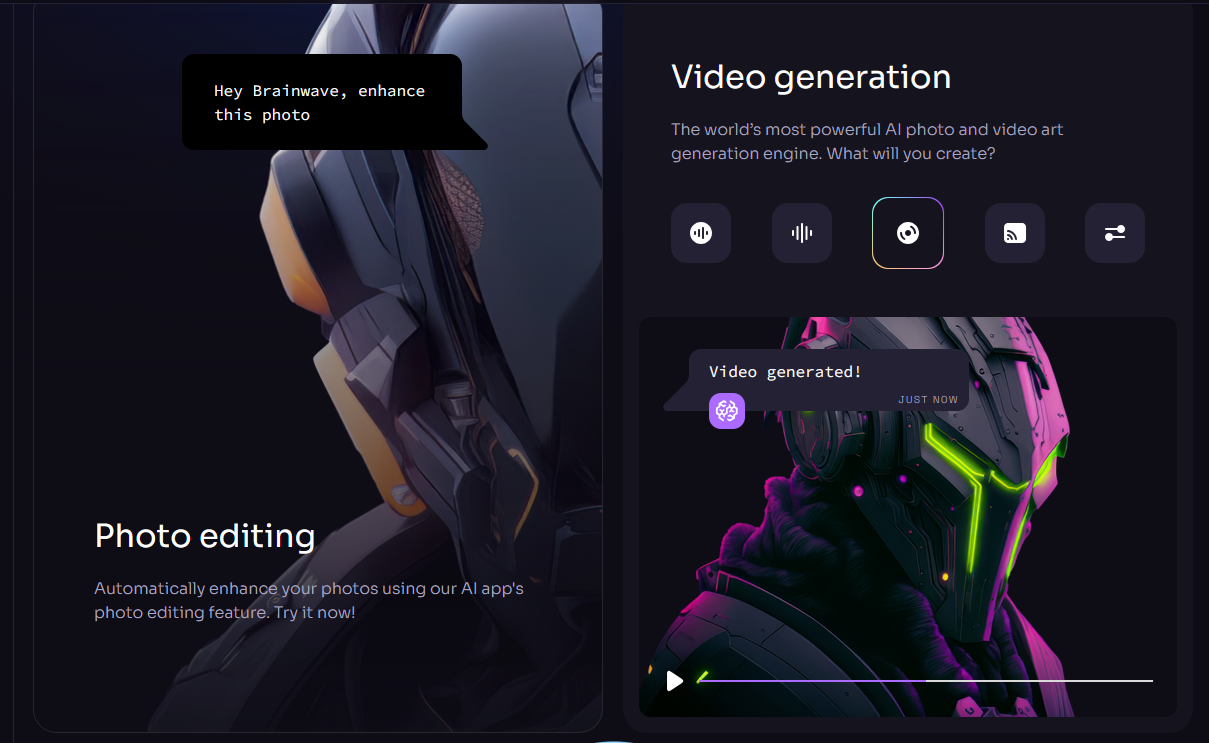 Hey Brainwave, enhance
this photo
Photo editing
Automatically enhance your photos using our AI app's
photo editing feature. Try it now!
Video generation
The world’s most powerful AI photo and video art
generation engine. What will you create?
Video generated!
JUST NOW